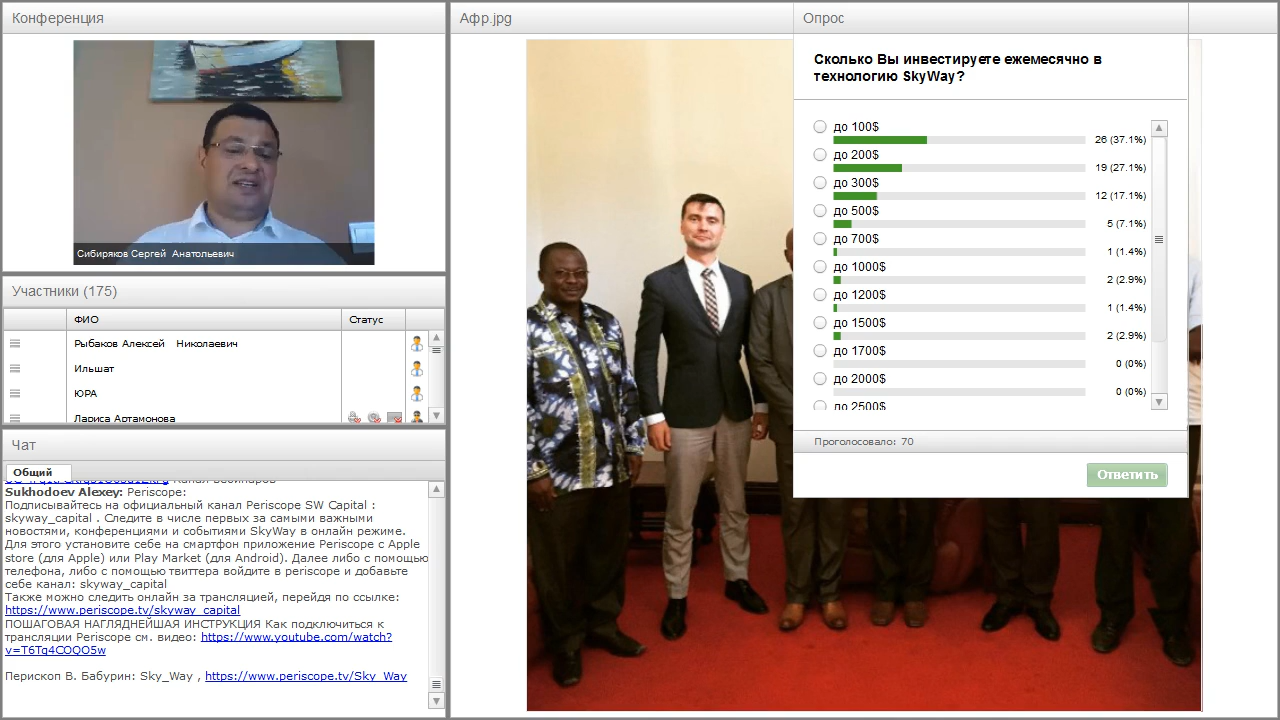 Конференция
Сибиряков Сергей Анатольевич
Участники (175)
ФИО
Статус
Рыбаков Алексей Николаевич
Ильшат
ЮРА
Лариса Артамонова
Чат
Общий
Sukhodoev Alexey: Periscope:
Подписывайтесь на официальный канал Periscope SW Capital :
skyway_capital . Следите в числе первых за самыми важными
новостями, конференциями и событиями SkyWay в онлайн режиме.
Для этого установите себе на смартфон приложение Periscope с Apple
store (для Apple) или Play Market (для Android). Далее либо с помощью
телефона, либо с помощью твиттера войдите в periscope и добавьте
себе канал: skyway_capital
Также можно следить онлайн за трансляцией, перейдя по ссылке:
https://www.periscope.tv/skyway_capital
ПОШАГОВАЯ НАГЛЯДНЕЙШАЯ ИНСТРУКЦИЯ Как подключиться к
трансляции Periscope см. видео: https://www.youtube.com/watch?
v=T6Tg4COQO5w
Перископ В. Бабурин: Sky_Way , https://www.periscope.tv/Sky_Way
Афр.jpg
Опрос
Сколько Вы инвестируете ежемесячно в
технологию SkyWay?
до 100$
26 (37.1%)
до 200$
19 (27.1%)
до 300$
12 (17.1%)
до 500$
5 (7.1%)
до 700$
1 (1.4%)
до 1000$
2 (2.9%)
до 1200$
1 (1.4%)
до 1500$
2 (2.9%)
до 1700$
0 (0%)
до 2000$
0 (0%)
до 2500$
Проголосовало: 70
Ответить